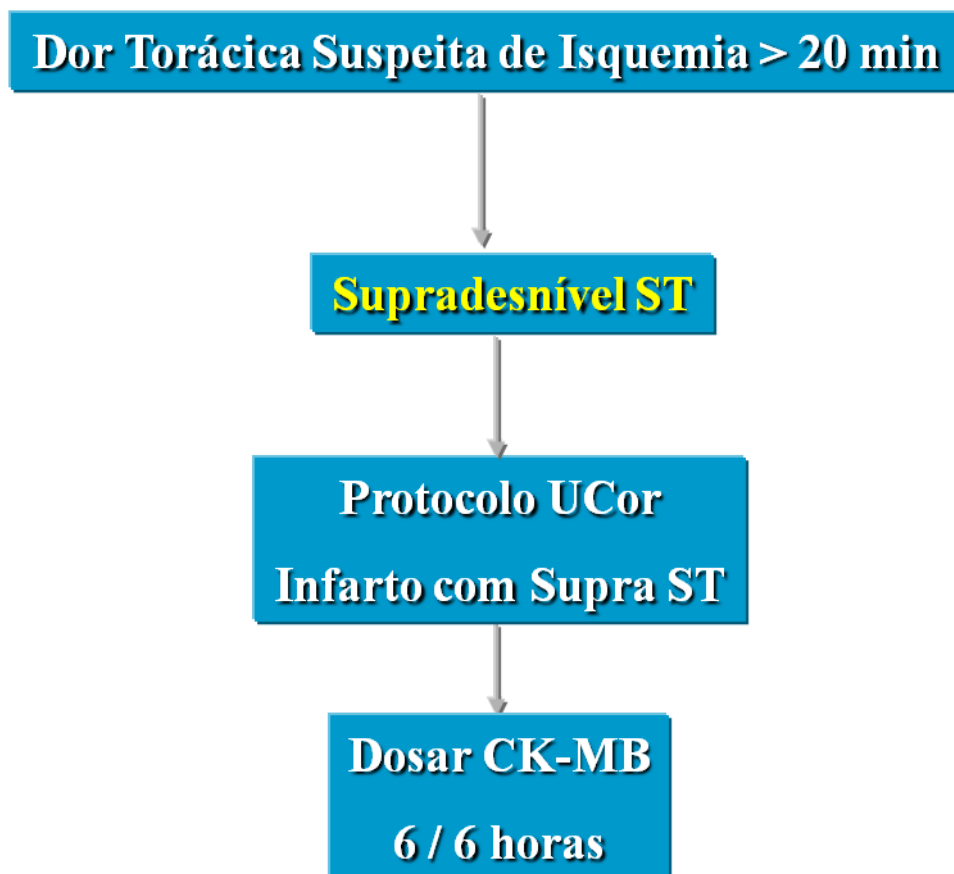 Dor Torácica Suspeita de Isquemia > 20 min
Supradesnível ST
Protocolo UCor
Infarto com Supra ST
Dosar CK-MB
6 / 6 horas